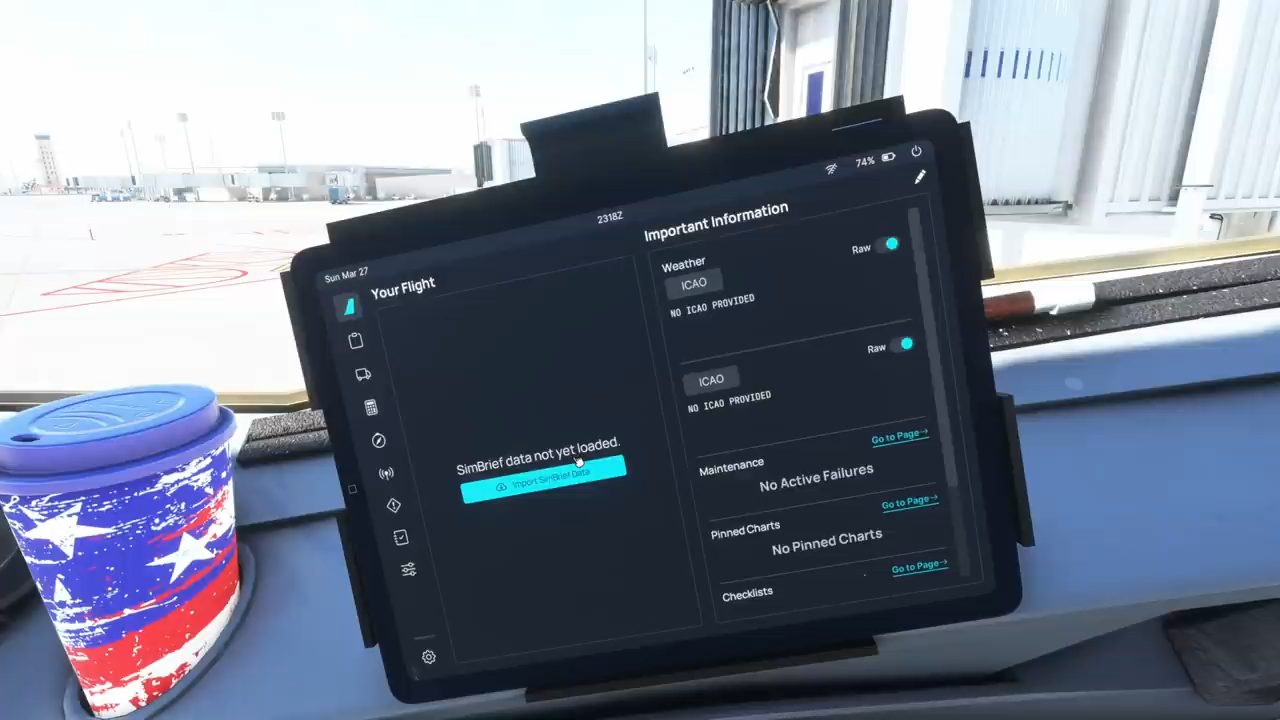 Sun Mar 27
2318Z
74%
Your Flight
SimBrief data not yet loaded.
Import SimBrief Data
Important Information
Weather
Raw
ICAO
NO ICAO PROVIDED
Raw
ICAO
NO ICAO PROVIDED
Maintenance
Go to Page→
No Active Failures
Pinned Charts
Go to Page→
No Pinned Charts
Checklists
Go to Page→